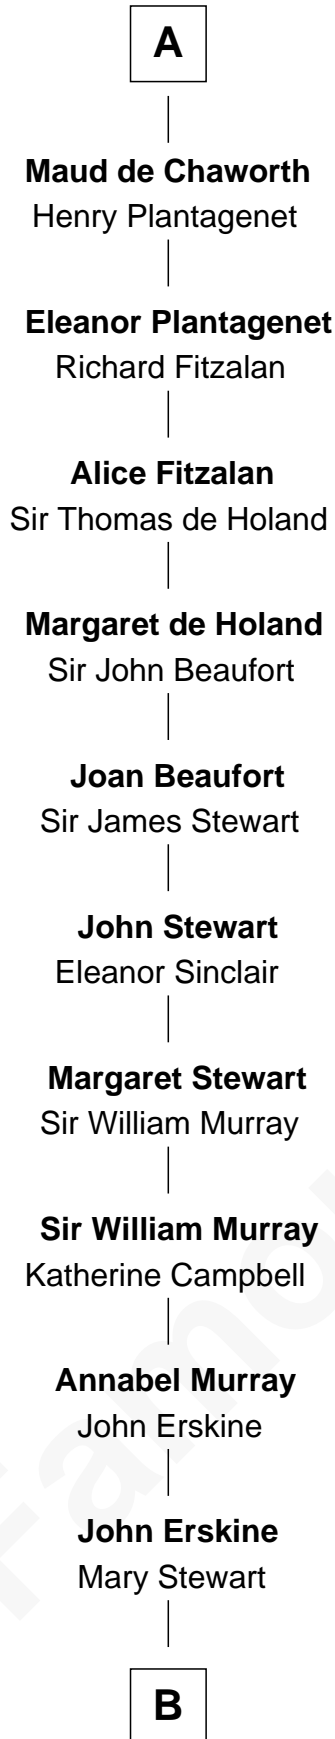 A
Maud de Chaworth
Henry Plantagenet
Eleanor Plantagenet
Richard Fitzalan
Alice Fitzalan
Sir Thomas de Holand
Margaret de Holand
Sir John Beaufort
Joan Beaufort
Sir James Stewart
John Stewart
Eleanor Sinclair
Margaret Stewart
Sir William Murray
Sir William Murray
Katherine Campbell
Annabel Murray
John Erskine
John Erskine
Mary Stewart
B